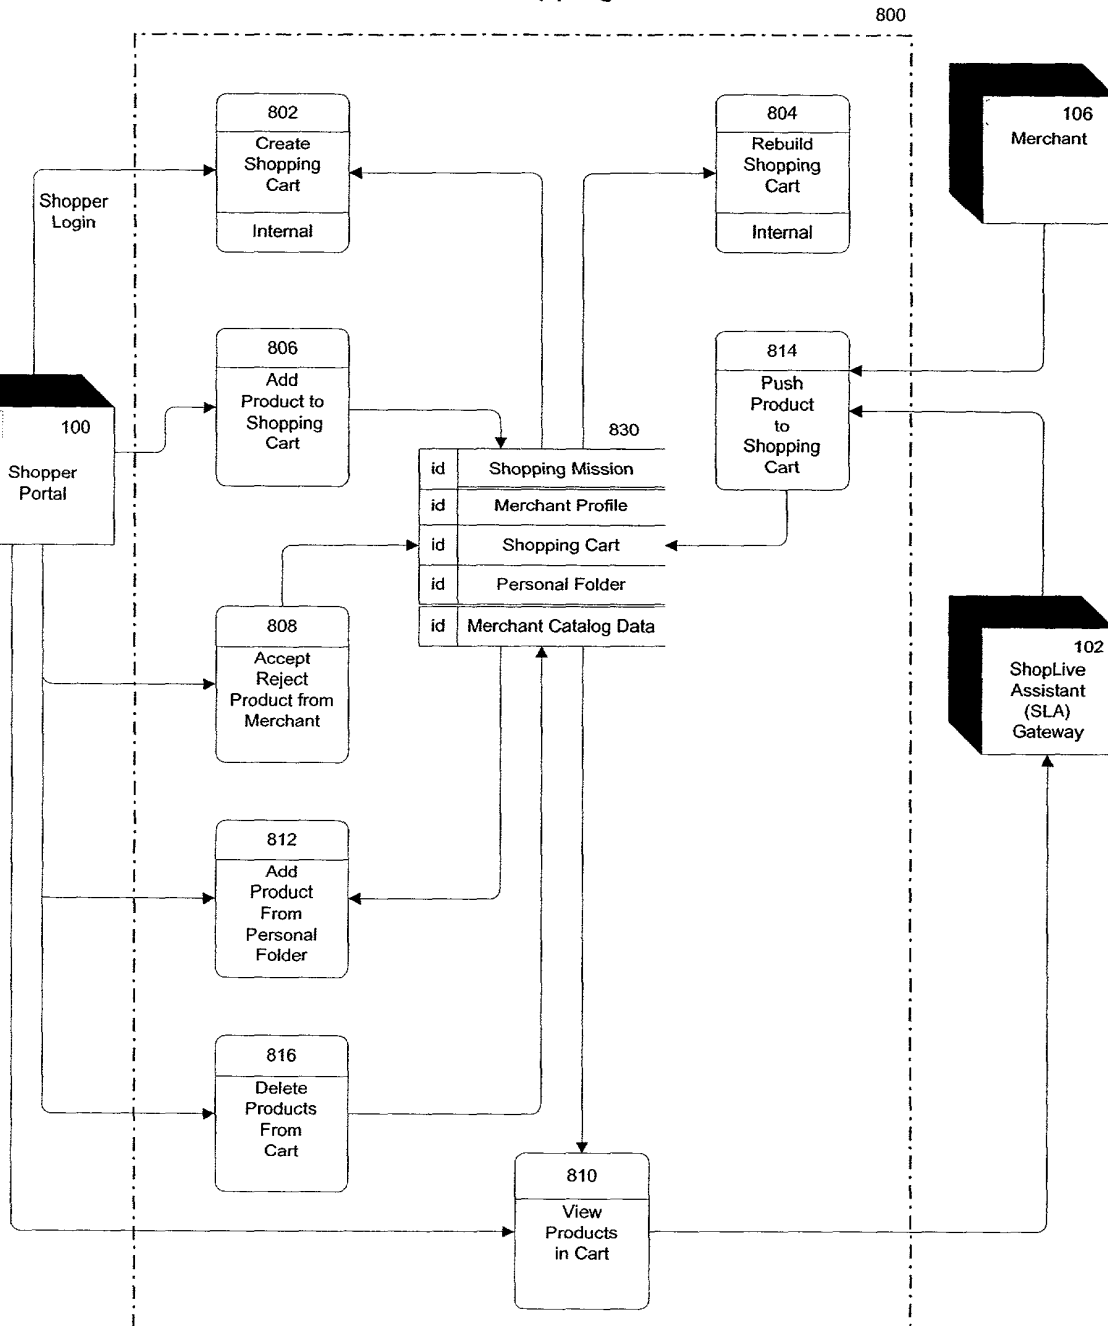 800
802
Create
Shopping
Cart
Internal
804
Rebuild
Shopping
Cart
Internal
106
Merchant
Shopper
Login
806
Add
Product to
Shopping
Cart
814
Push
Product
to
Shopping
Cart
100
Shopper
Portal
830
id Shopping Mission
id Merchant Profile
id Shopping Cart
id Personal Folder
id Merchant Catalog Data
808
Accept
Reject
Product from
Merchant
102
ShopLive
Assistant
(SLA)
Gateway
812
Add
Product
From
Personal
Folder
816
Delete
Products
From
Cart
810
View
Products
in Cart